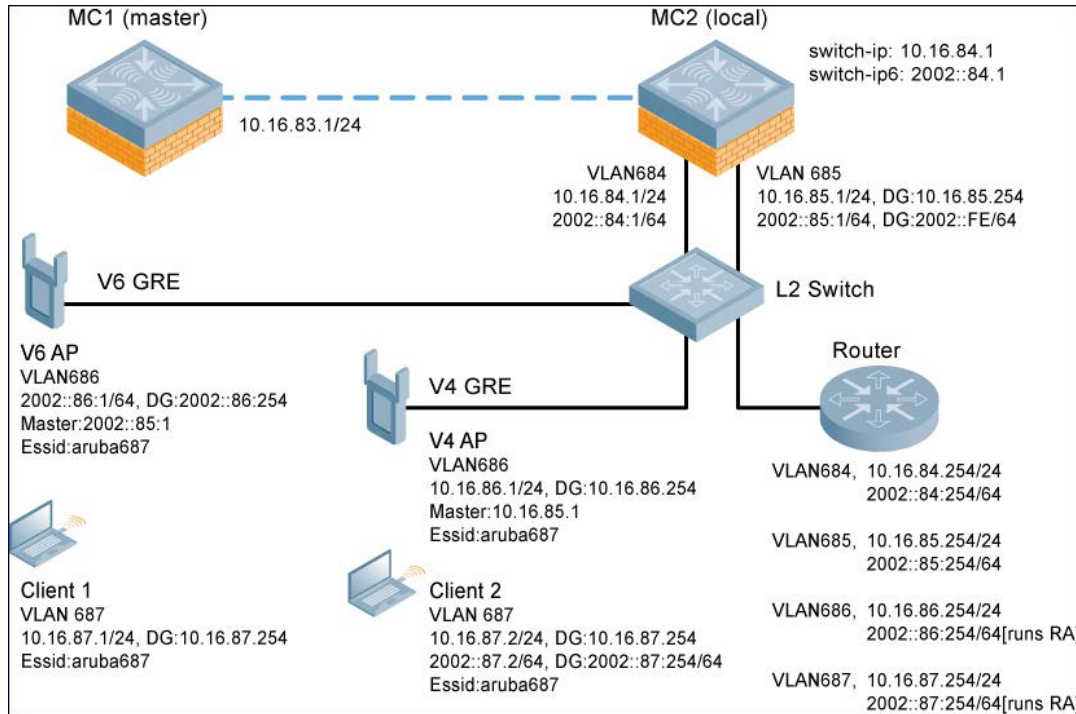 MC1 (master)
MC2 (local)
switch-ip: 10.16.84.1
switch-ip6: 2002::84.1
10.16.83.1/24
VLAN684
10.16.84.1/24
2002::84:1/64
VLAN 685
10.16.85.1/24, DG:10.16.85.254
2002::85:1/64, DG:2002::FE/64
V6 GRE
L2 Switch
V6 AP
VLAN686
2002::86:1/64, DG:2002::86:254
Master:2002::85:1
Essid:aruba687
V4 GRE
V4 AP
VLAN686
10.16.86.1/24, DG:10.16.86.254
Master:10.16.85.1
Essid:aruba687
Router
VLAN684, 10.16.84.254/24
2002::84:254/64
VLAN685, 10.16.85.254/24
2002::85:254/64
VLAN686, 10.16.86.254/24
2002::86:254/64[runs RA]
VLAN687, 10.16.87.254/24
2002::87:254/64[runs RA]
Client 1
VLAN 687
10.16.87.1/24, DG:10.16.87.254
Essid:aruba687
Client 2
VLAN 687
10.16.87.2/24, DG:10.16.87.254
2002::87.2/64, DG:2002::87:254/64
Essid:aruba687